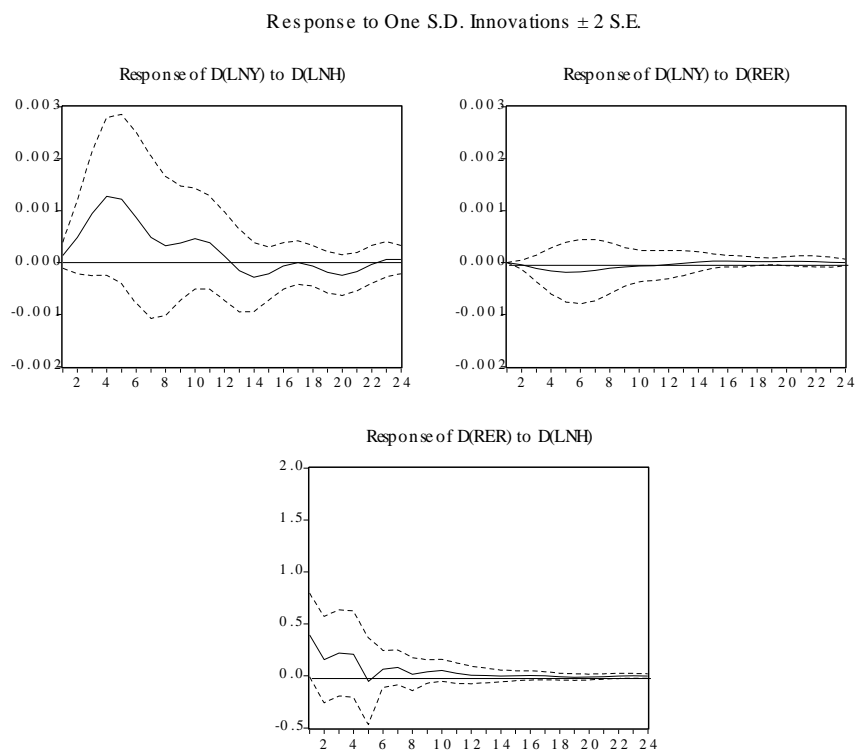 Response to One S.D. Innovations ± 2 S.E.
Response of D(LNY) to D(LNH)
0.003
0.002
0.001
0.000
-0.001
-0.002
2 4 6 8 10 12 14 16 18 20 22 24
Response of D(LNY) to D(RER)
0.003
0.002
0.001
0.000
-0.001
-0.002
2 4 6 8 10 12 14 16 18 20 22 24
Response of D(RER) to D(LNH)
2.0
1.5
1.0
0.5
0.0
-0.5
2 4 6 8 10 12 14 16 18 20 22 24